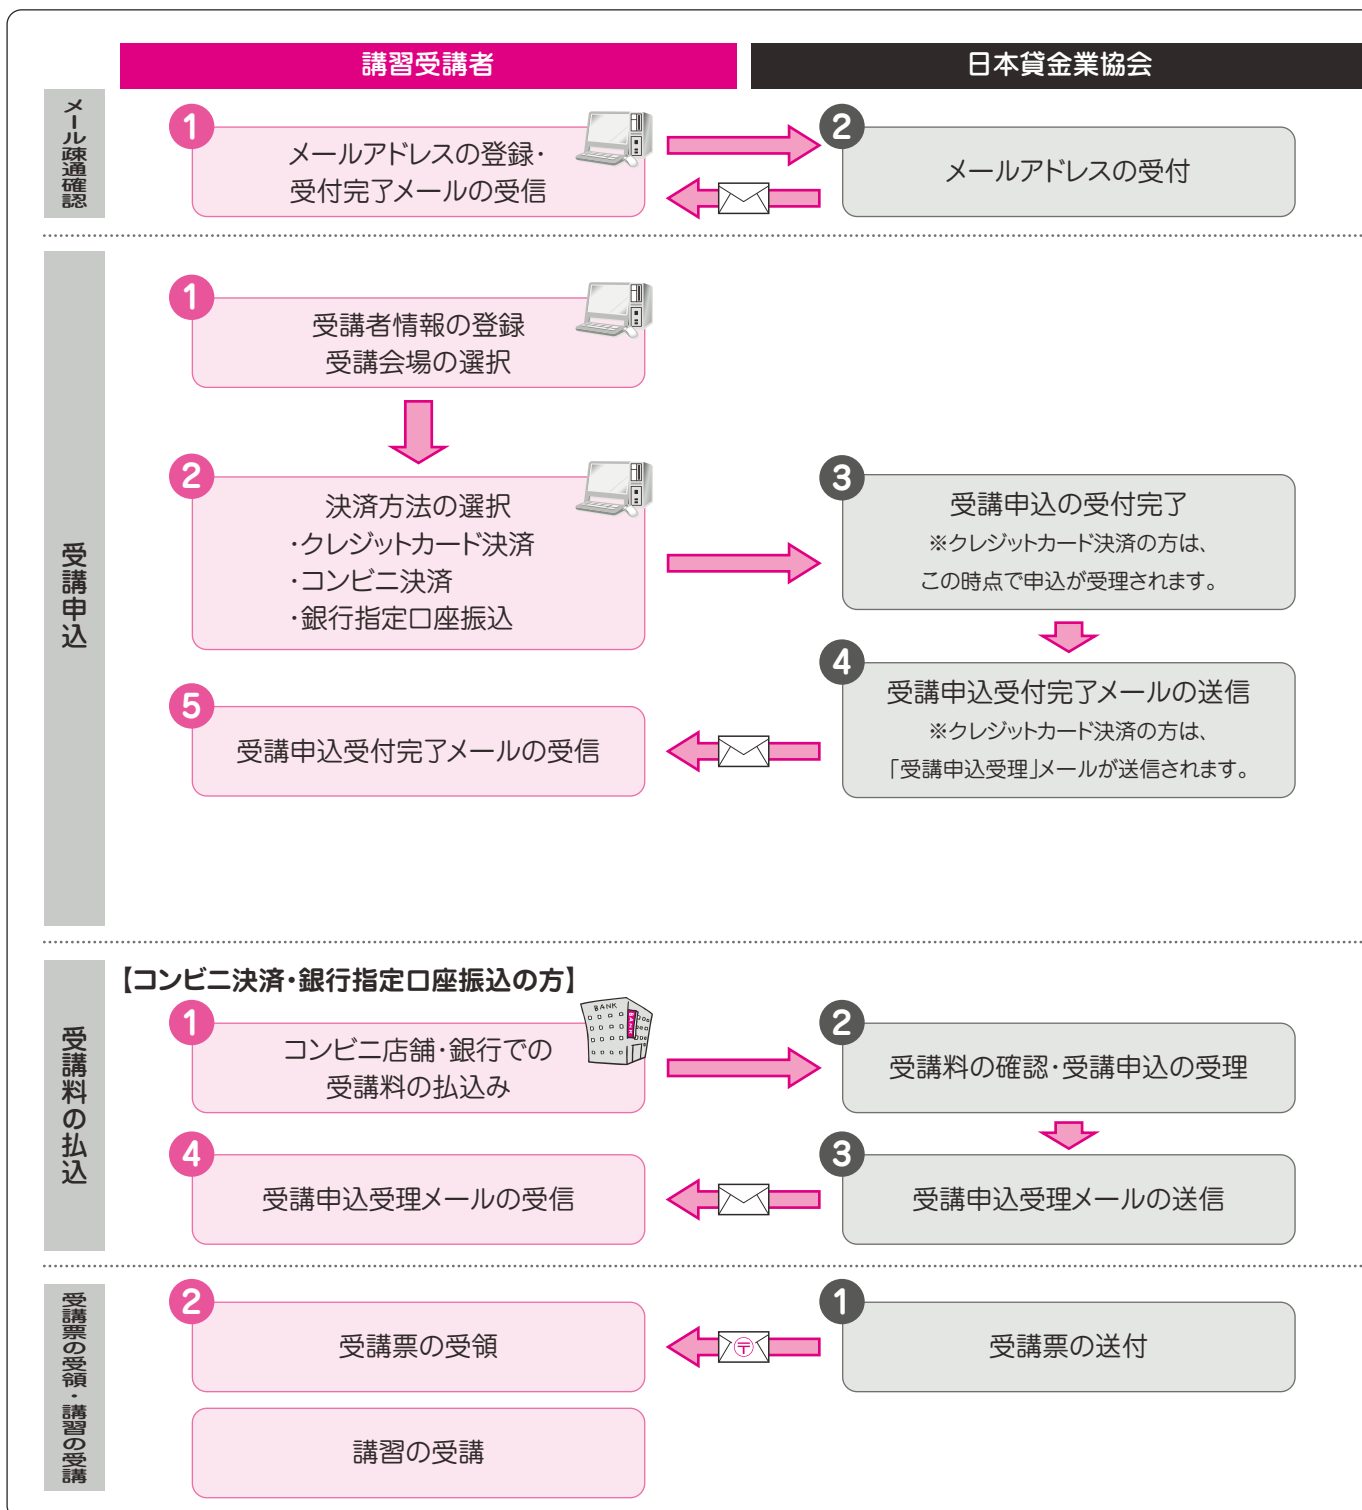 講習受講者
日本貸金業協会
メール疎通確認
1
メールアドレスの登録・
受付完了メールの受信
2
メールアドレスの受付
受講申込
1
受講者情報の登録
受講会場の選択
2
決済方法の選択
・クレジットカード決済
・コンビニ決済
・銀行指定口座振込
3
受講申込の受付完了
※クレジットカード決済の方は、
この時点で申込が受理されます。
4
受講申込受付完了メールの送信
※クレジットカード決済の方は、
「受講申込受理」メールが送信されます。
5
受講申込受付完了メールの受信
受講料の払込
【コンビニ決済・銀行指定口座振込の方】
1
コンビニ店舗・銀行での
受講料の払込み
BANK
2
受講料の確認・受講申込の受理
3
受講申込受理メールの送信
4
受講申込受理メールの受信
受講票の受領・講習の受講
1
受講票の送付
〒
2
受講票の受領
講習の受講